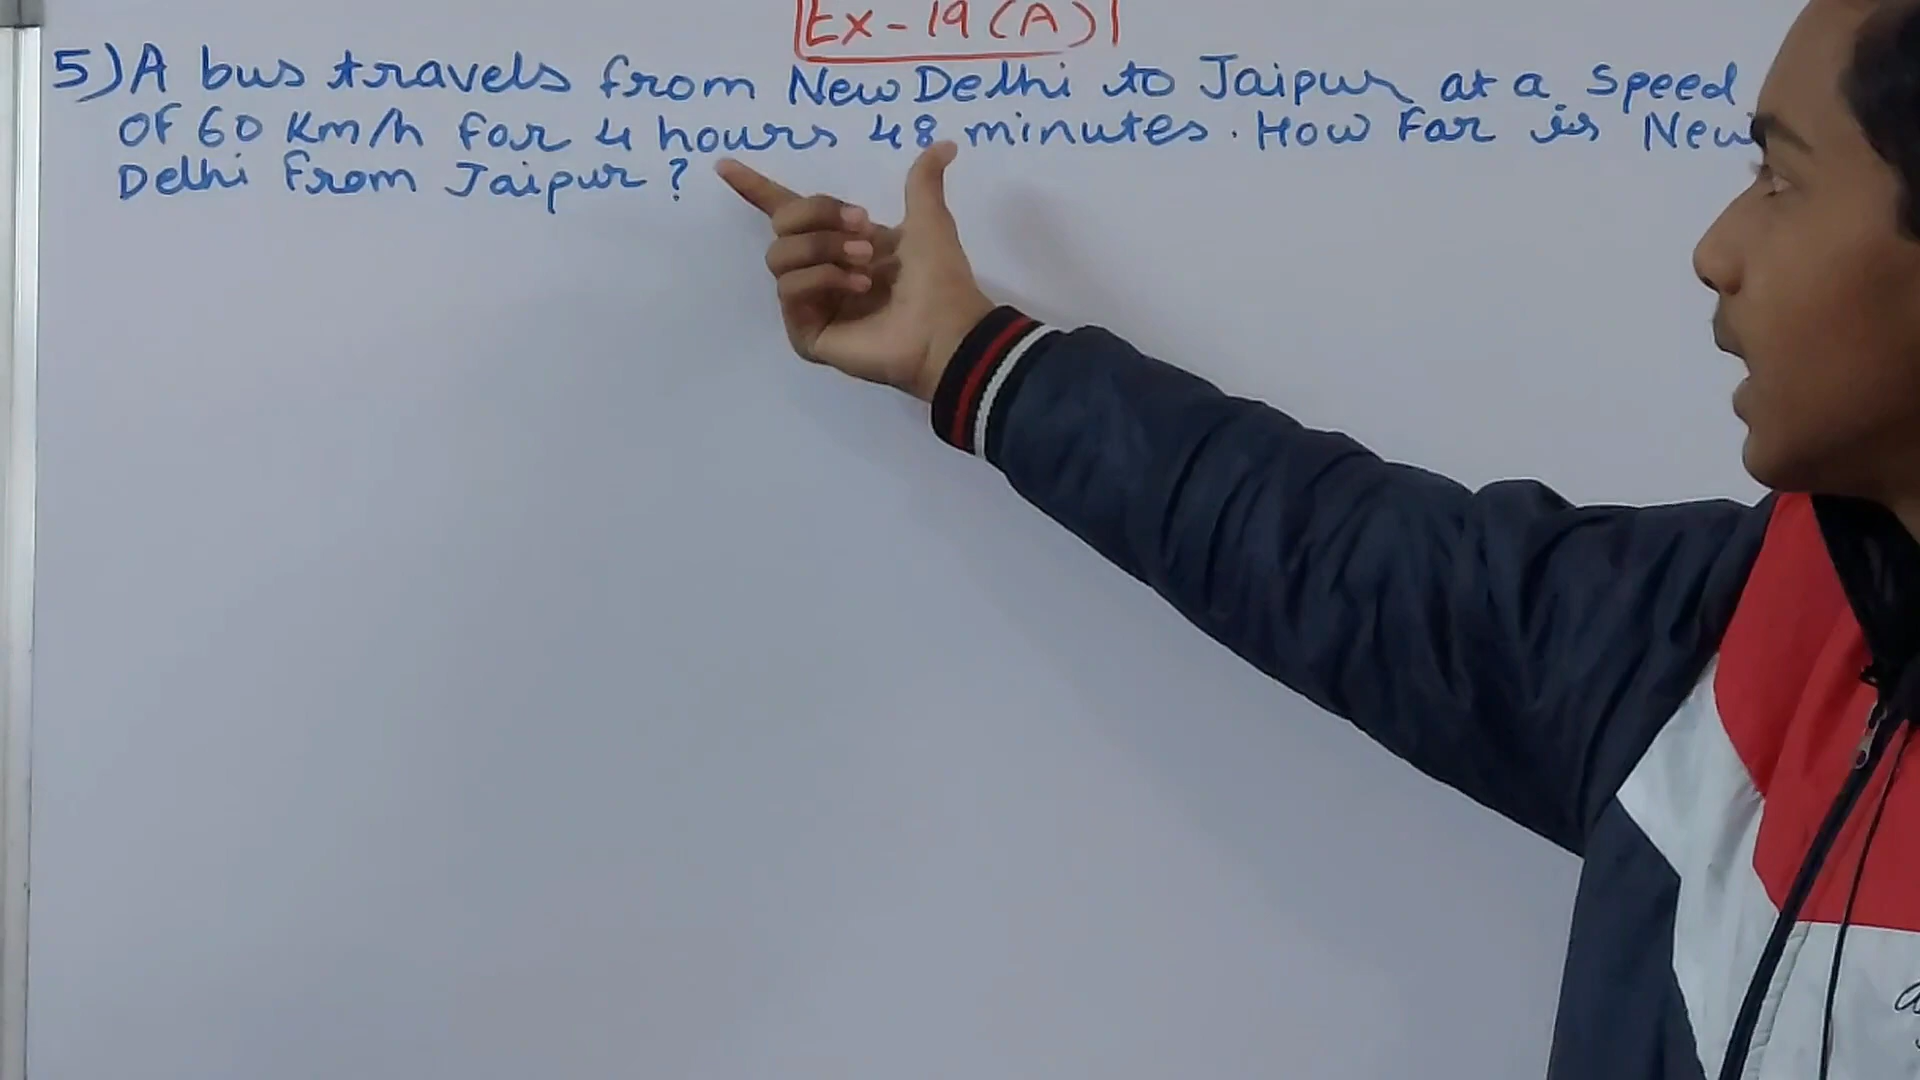 Ex-19(A)
5) A bus travels from New Delhi to Jaipur at a speed
of 60 Km/h for 4 hours 48 minutes. How far is New
Delhi from Jaipur?